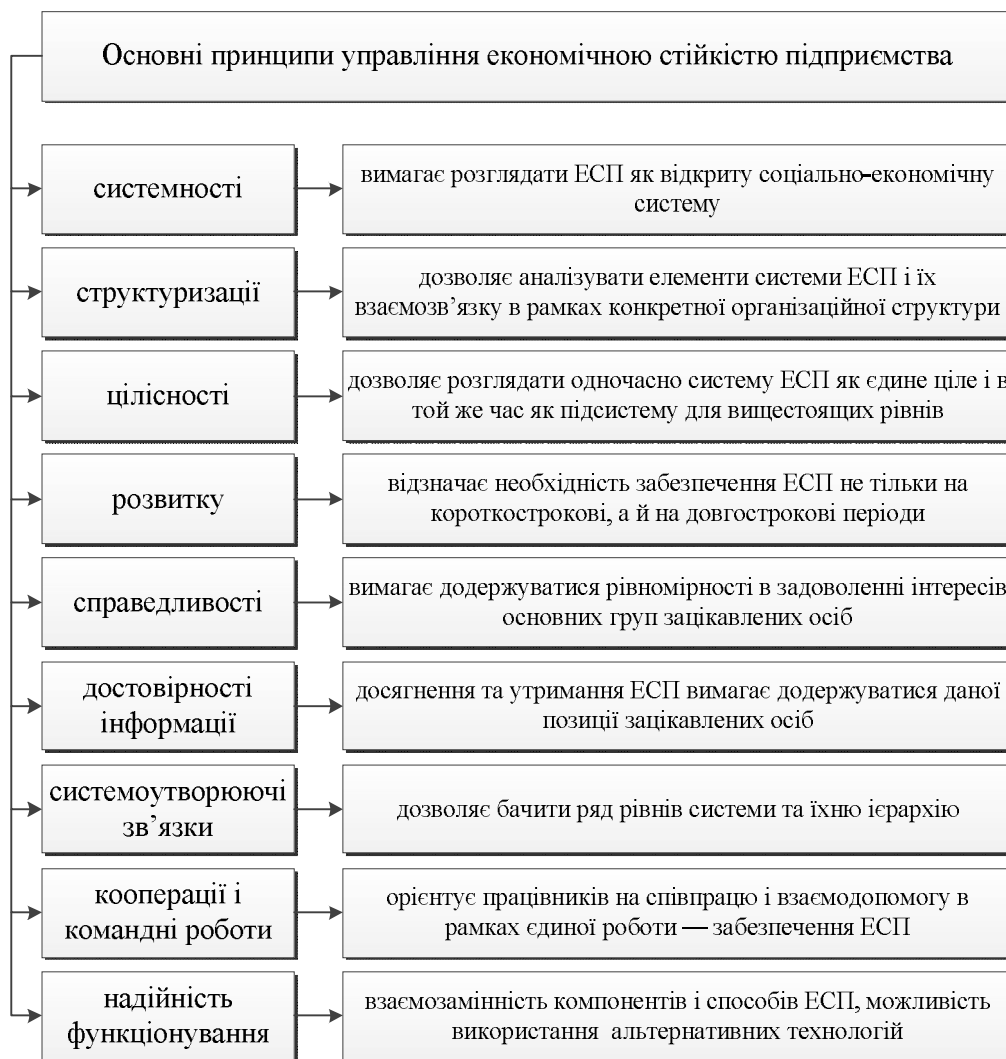 Основні принципи управління економічною стійкістю підприємства
системності
вимагає розглядати ЕСП як відкриту соціально-економічну
систему
структуризації
дозволяє аналізувати елементи системи ЕСП і їх
взаємозв’язку в рамках конкретної організаційної структури
цілісності
дозволяє розглядати одночасно систему ЕСП як єдине ціле і в
той же час як підсистему для вищестоящих рівнів
розвитку
відзначає необхідність забезпечення ЕСП не тільки на
короткострокові, а й на довгострокові періоди
справедливості
вимагає додержуватися рівномірності в задоволенні інтересів
основних груп зацікавлених осіб
достовірності
інформації
досягнення та утримання ЕСП вимагає додержуватися даної
позиції зацікавлених осіб
системоутворюючі
зв’язки
дозволяє бачити ряд рівнів системи та їхню ієрархію
кооперації і
командні роботи
орієнтує працівників на співпрацю і взаємодопомогу в
рамках єдиної роботи — забезпечення ЕСП
надійність
функціонування
взаємозамінність компонентів і способів ЕСП, можливість
використання альтернативних технологій